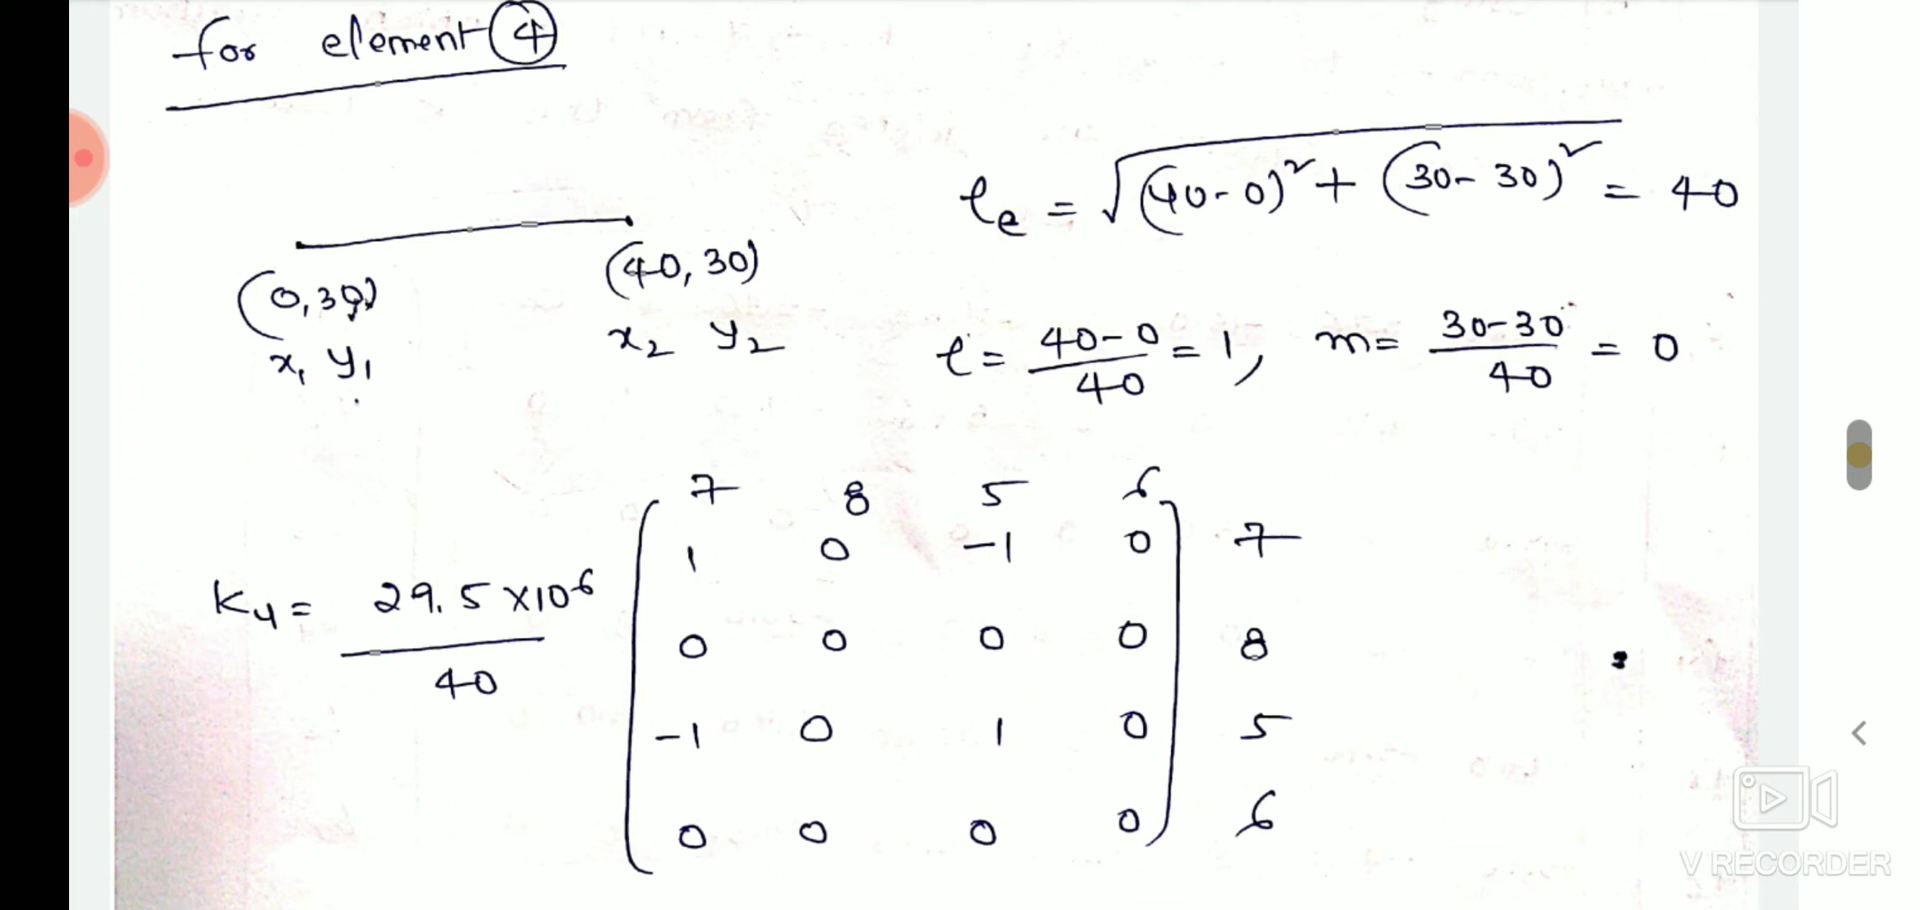 for element ④
le = √(40-0)² + (30-30)² = 40
(0,30) (40,30)
x₁ y₁ x₂ y₂
l = 40-0/40 = 1, m = 30-30/40 = 0
7 8 5 6
1 0 -1 0 7
K₄ = 29.5 x10⁶/40
0 0 0 0 8
-1 0 1 0 5
0 0 0 0 6
V RECORDER